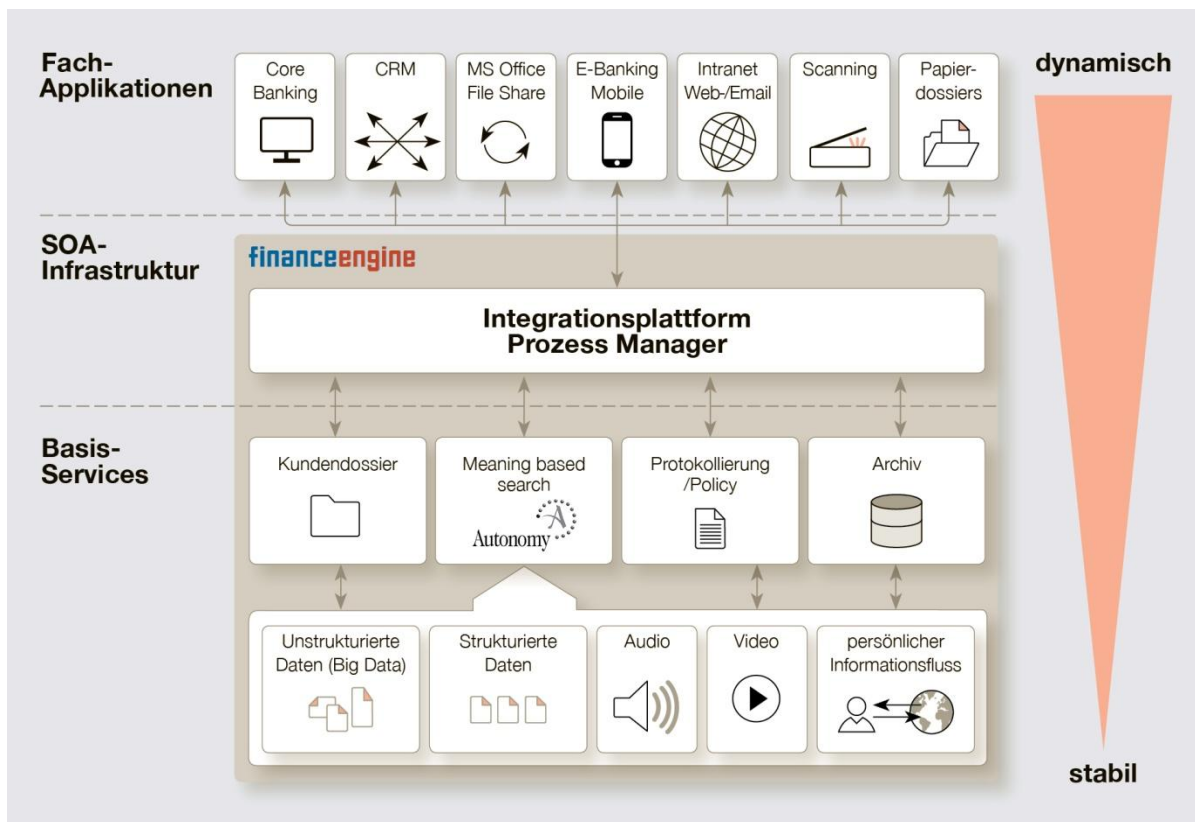 Fach-
Applikationen
Core
Banking
CRM
MS Office
File Share
E-Banking
Mobile
Intranet
Web-/Email
Scanning
Papier-
dossiers
dynamisch
SOA-
Infrastruktur
financeengine
Integrationsplattform
Prozess Manager
Basis-
Services
Kundendossier
Meaning based
search
A
Autonomy
Protokollierung
/Policy
Archiv
Unstrukturierte
Daten (Big Data)
Strukturierte
Daten
Audio
Video
persönlicher
Informationsfluss
stabil